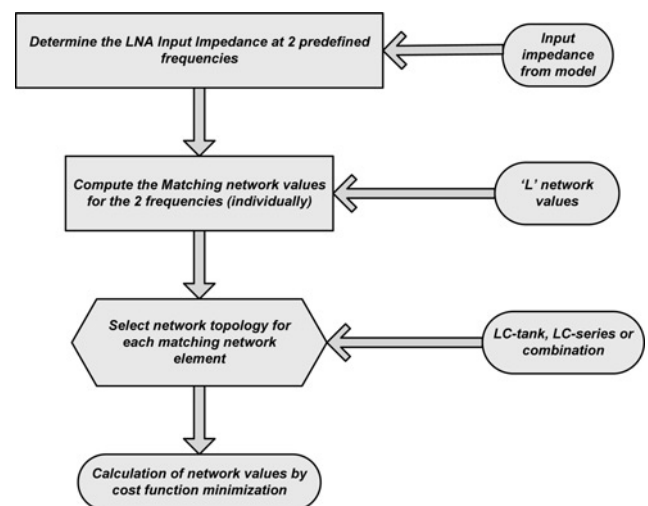 Determine the LNA Input Impedance at 2 predefined
frequencies
Input
impedance
from model
Compute the Matching network values
for the 2 frequencies (individually)
‘L’ network
values
Select network topology for
each matching network
element
LC-tank, LC-series or
combination
Calculation of network values by
cost function minimization